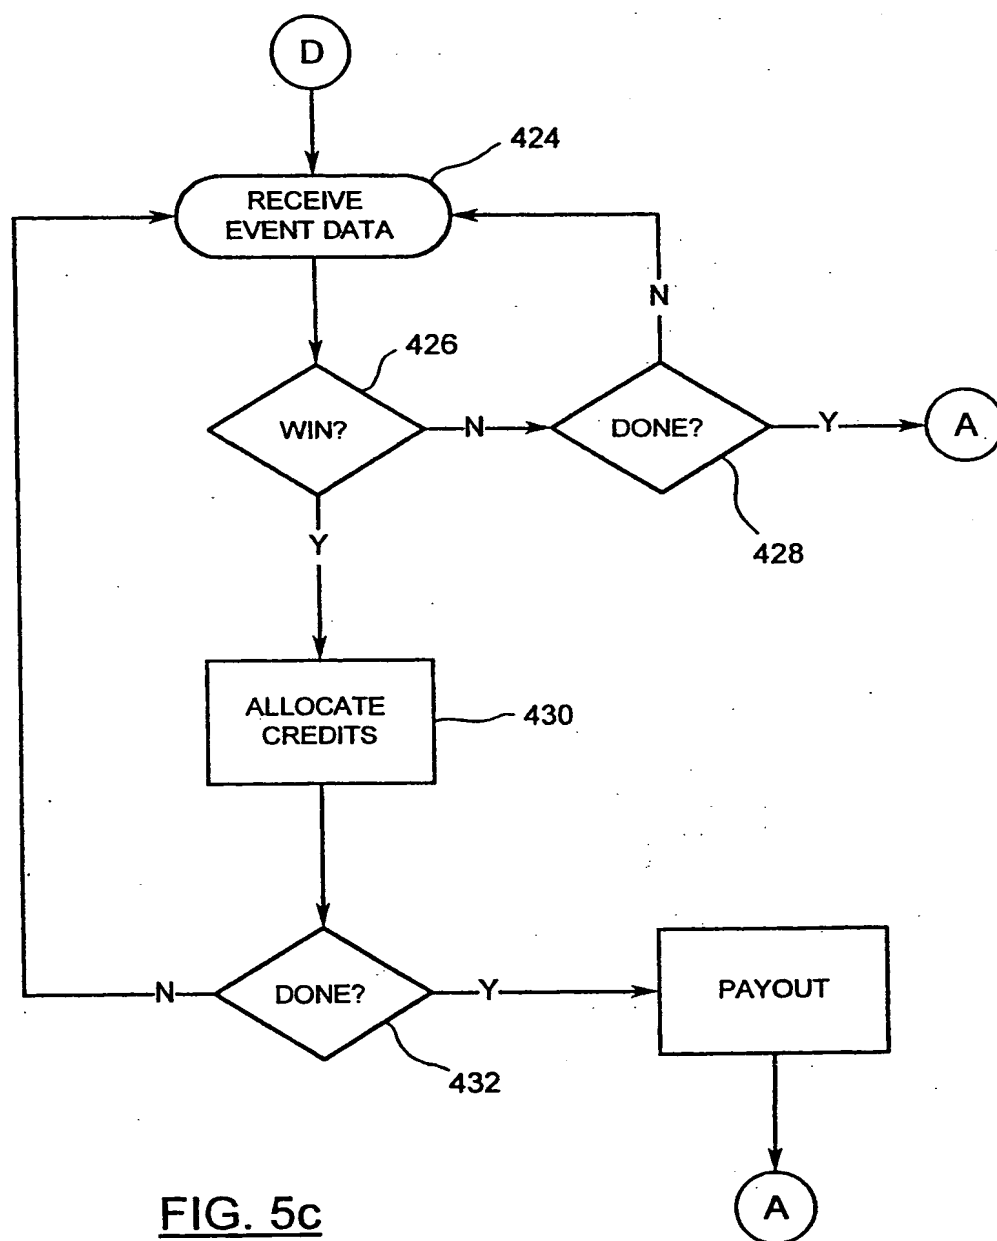 D
424
RECEIVE
EVENT DATA
N
426
WIN?
N
DONE?
Y
A
428
Y
ALLOCATE
CREDITS
430
N
DONE?
Y
PAYOUT
432
A
FIG. 5c